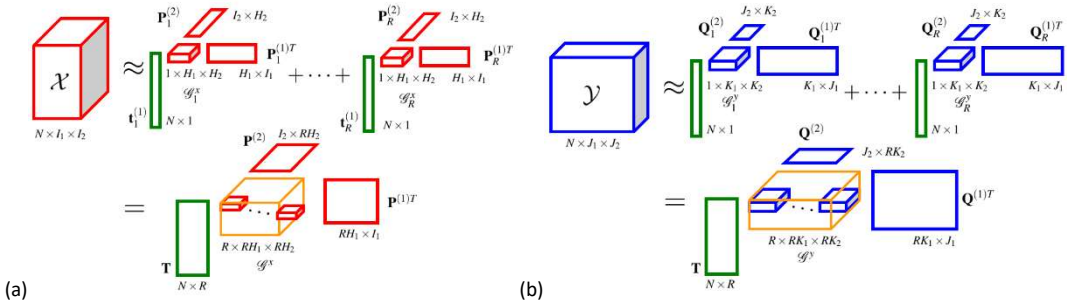 P_1^{(2)} I_2 × H_2 P_R^{(2)} I_2 × H_2
𝒳 ≈ P_1^{(1)T} + ··· + P_R^{(1)T}
1 × H_1 × H_2 H_1 × I_1 1 × H_1 × H_2 H_1 × I_1
𝒢_1^x 𝒢_R^x
N × I_1 × I_2 t_1^{(1)} N × 1 t_R^{(1)} N × 1
P^{(2)} I_2 × RH_2
= ··· P^{(1)T}
R × RH_1 × RH_2 RH_1 × I_1
T 𝒢^x
N × R
(a)
Q_1^{(2)} J_2 × K_2 Q_1^{(1)T} Q_R^{(2)} J_2 × K_2 Q_R^{(1)T}
𝒴 ≈ + ··· +
1 × K_1 × K_2 K_1 × J_1 1 × K_1 × K_2 K_1 × J_1
𝒢_1^y 𝒢_R^y
N × J_1 × J_2 N × 1 N × 1
Q^{(2)} J_2 × RK_2
= ··· Q^{(1)T}
R × RK_1 × RK_2 RK_1 × J_1
T 𝒢^y
N × R
(b)